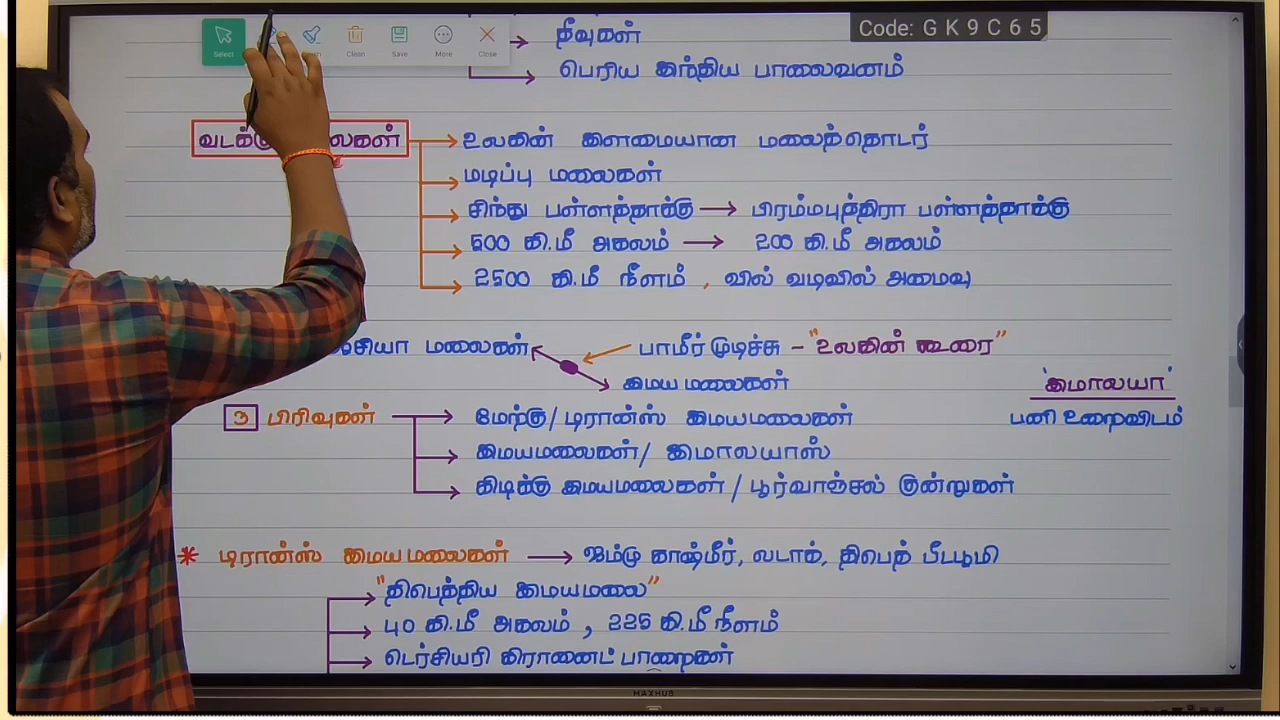 Code: G K 9 C 6 5
Select
Clean
Save
More
Close
தீவுகள்
பெரிய இந்திய பாலைவனம்
உலகின் இளமையான மலைத்தொடர்
மடிப்பு மலைகள்
சிந்து பள்ளத்தாக்கு → பிரம்மபுத்திரா பள்ளத்தாக்கு
500 கி.மீ அகலம் → 200 கி.மீ அகலம்
2500 கி.மீ நீளம் , வில் வடிவில் அமைவு
மலைகள்
பாமீர் முடிச்சு - "உலகின் கூரை"
இமய மலைகள்
'இமாலயா'
3 பிரிவுகள்
மேற்கு/ டிரான்ஸ் இமயமலைகள்
பனி உறைவிடம்
இமயமலைகள்/ இமாலயாஸ்
கிழக்கு இமயமலைகள் / பூர்வாஞ்சல் குன்றுகள்
* டிரான்ஸ் இமய மலைகள் → ஜம்மு காஷ்மீர், லடாக், திபெத் பீடபூமி
"திபெத்திய இமயமலை"
40 கி.மீ அகலம் , 225 கி.மீ நீளம்
டெர்சியரி கிரானைட் பாறைகள்
MAXHUB